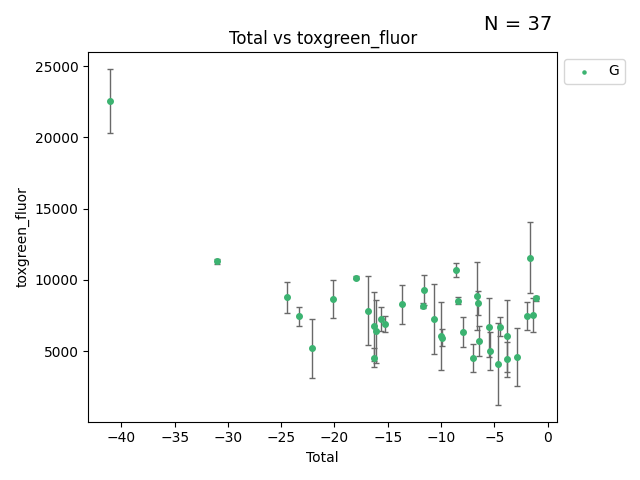 N = 37
Total vs toxgreen_fluor
G
25000
20000
15000
10000
5000
toxgreen_fluor
−40 −35 −30 −25 −20 −15 −10 −5 0
Total